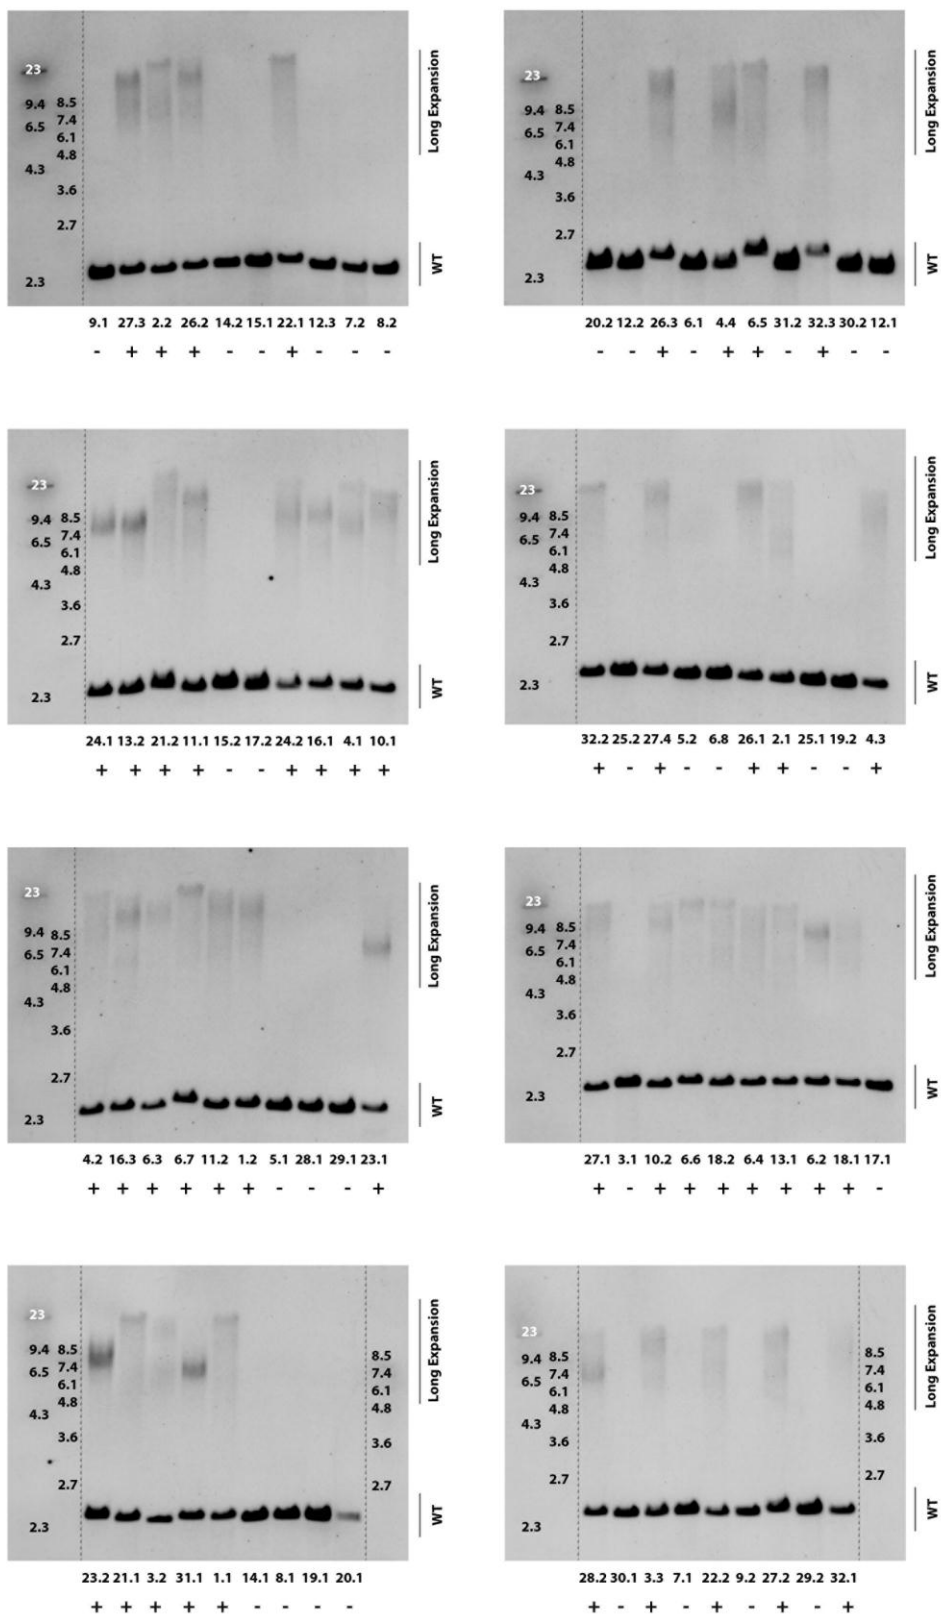 23
9.4 8.5
7.4
6.5
6.1
4.8
4.3
3.6
2.7
2.3
Long Expansion
WT
9.1 27.3 2.2 26.2 14.2 15.1 22.1 12.3 7.2 8.2
- + + + - - + - - -
23
9.4 8.5
7.4
6.5
6.1
4.8
4.3
3.6
2.7
2.3
Long Expansion
WT
20.2 12.2 26.3 6.1 4.4 6.5 31.2 32.3 30.2 12.1
- - + - + + - + - -
23
9.4 8.5
7.4
6.5
6.1
4.8
4.3
3.6
2.7
2.3
Long Expansion
WT
24.1 13.2 21.2 11.1 15.2 17.2 24.2 16.1 4.1 10.1
+ + + + - - + + + +
23
9.4 8.5
7.4
6.5
6.1
4.8
4.3
3.6
2.7
2.3
Long Expansion
WT
32.2 25.2 27.4 5.2 6.8 26.1 2.1 25.1 19.2 4.3
+ - + - - + + - - +
23
9.4 8.5
7.4
6.5
6.1
4.8
4.3
3.6
2.7
2.3
Long Expansion
WT
4.2 16.3 6.3 6.7 11.2 1.2 5.1 28.1 29.1 23.1
+ + + + + + - - - +
23
9.4 8.5
7.4
6.5
6.1
4.8
4.3
3.6
2.7
2.3
Long Expansion
WT
27.1 3.1 10.2 6.6 18.2 6.4 13.1 6.2 18.1 17.1
+ - + + + + + + + -
23
9.4 8.5 8.5
7.4 7.4
6.5
6.1 6.1
4.8 4.8
4.3
3.6 3.6
2.7 2.7
2.3
Long Expansion
WT
23.2 21.1 3.2 31.1 1.1 14.1 8.1 19.1 20.1
+ + + + + - - - -
23
9.4 8.5 8.5
7.4 7.4
6.5
6.1 6.1
4.8 4.8
4.3
3.6 3.6
2.7 2.7
2.3
Long Expansion
WT
28.2 30.1 3.3 7.1 22.2 9.2 27.2 29.2 32.1
+ - + - + - + - +